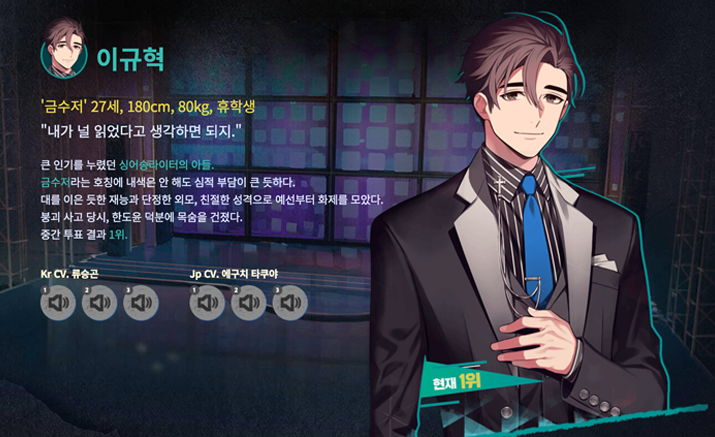 이규혁
'금수저' 27세, 180cm, 80kg, 휴학생
"내가 널 읽었다고 생각하면 되지."
큰 인기를 누렸던 싱어송라이터의 아들.
금수저라는 호칭에 내색은 안 해도 심적 부담이 큰 듯하다.
대를 이은 듯한 재능과 단정한 외모, 친절한 성격으로 예선부터 화제를 모았다.
붕괴 사고 당시, 한도윤 덕분에 목숨을 건졌다.
중간 투표 결과 1위.
Kr CV. 류승곤 Jp CV. 에구치 타쿠야
1 2 3 1 2 3
현재 1위